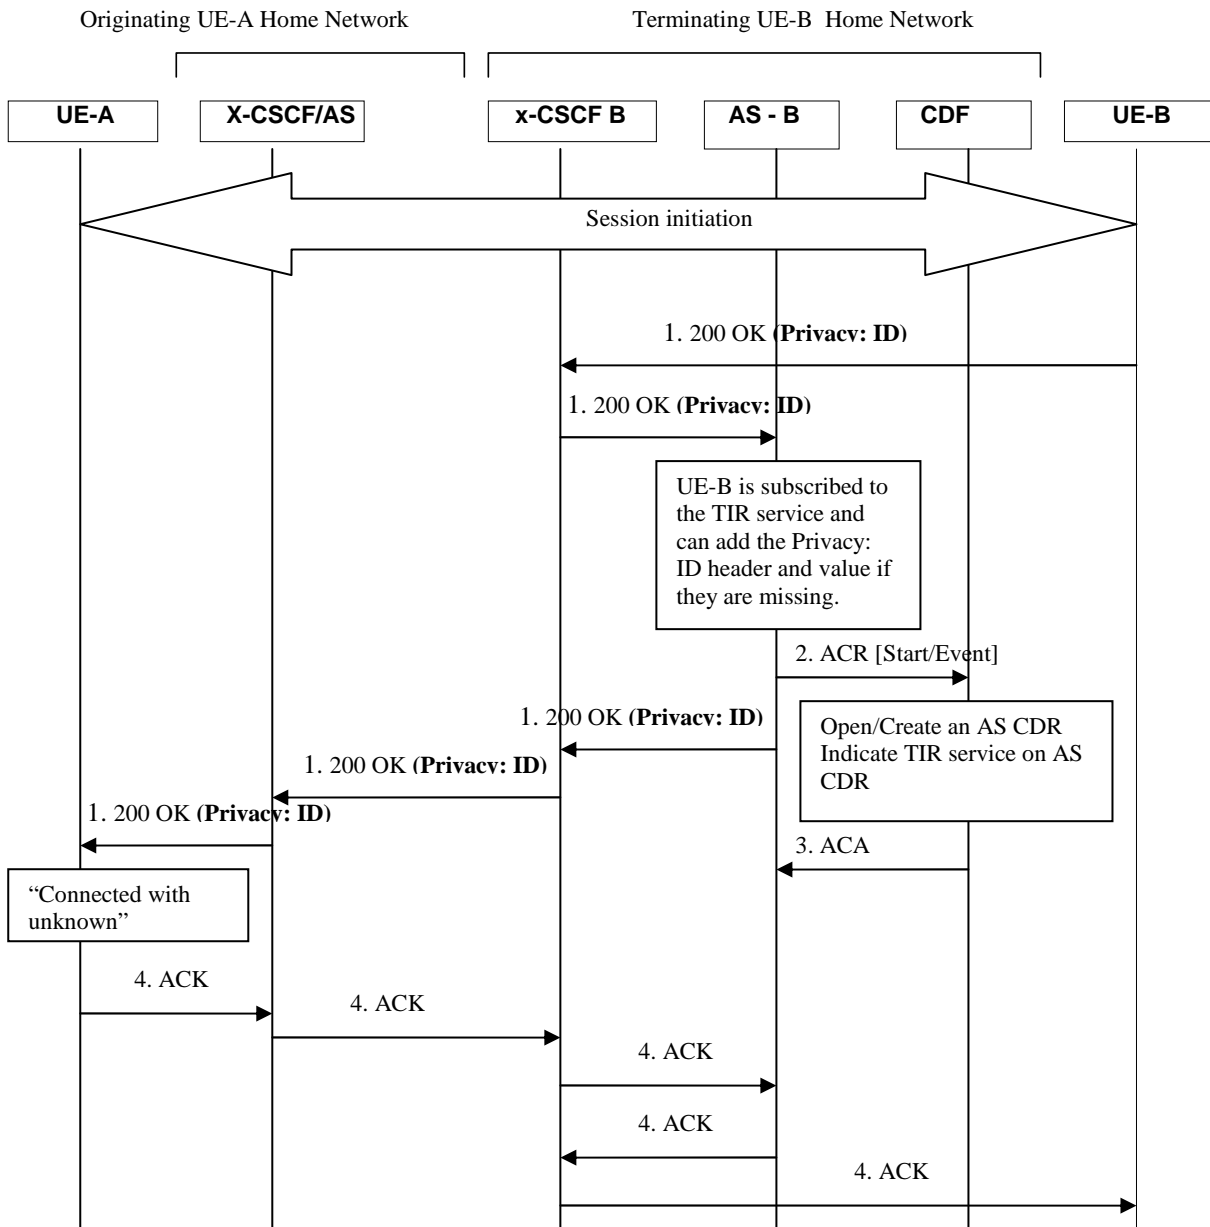 Originating UE-A Home Network
Terminating UE-B Home Network
UE-A
X-CSCF/AS
x-CSCF B
AS - B
CDF
UE-B
Session initiation
1. 200 OK (Privacy: ID)
1. 200 OK (Privacy: ID)
UE-B is subscribed to
the TIR service and
can add the Privacy:
ID header and value if
they are missing.
2. ACR [Start/Event]
1. 200 OK (Privacy: ID)
Open/Create an AS CDR
Indicate TIR service on AS
CDR
1. 200 OK (Privacy: ID)
1. 200 OK (Privacy: ID)
3. ACA
“Connected with
unknown”
4. ACK
4. ACK
4. ACK
4. ACK
4. ACK